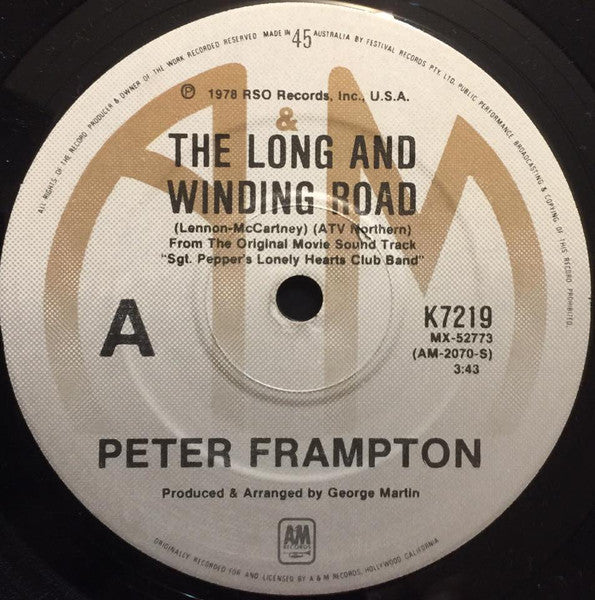 ALL RIGHTS OF THE RECORD PRODUCER & OWNER OF THE WORK RECORDED RESERVED MADE IN 45 AUSTRALIA BY FESTIVAL RECORDS PTY. LTD. PUBLIC PERFORMANCE BROADCASTING & COPYING OF THIS RECORD PROHIBITED.
A&M
℗ 1978 RSO Records, Inc., U.S.A.
THE LONG AND
WINDING ROAD
(Lennon-McCartney) (ATV Northern)
From The Original Movie Sound Track
"Sgt. Pepper's Lonely Hearts Club Band"
A
K7219
MX-52773
(AM-2070-S)
3:43
PETER FRAMPTON
Produced & Arranged by George Martin
AM
RECORDS
ORIGINALLY RECORDED FOR AND LICENSED BY A & M RECORDS, HOLLYWOOD CALIFORNIA